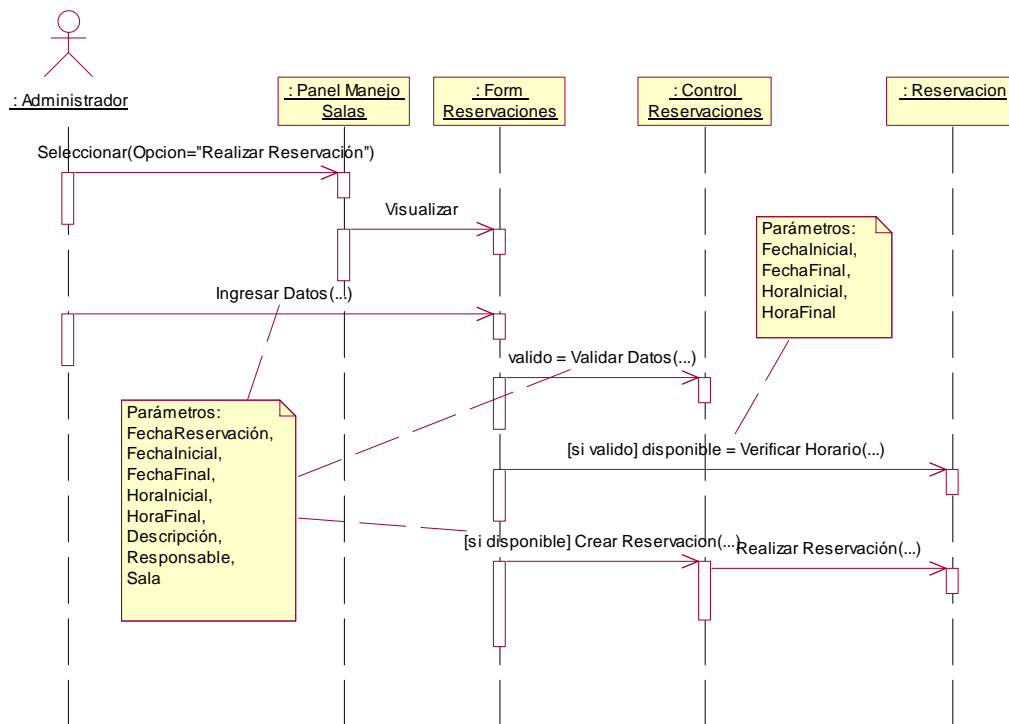 : Administrador
: Panel Manejo
Salas
: Form
Reservaciones
: Control
Reservaciones
: Reservacion
Seleccionar(Opcion="Realizar Reservación")
Visualizar
Parámetros:
FechaInicial,
FechaFinal,
HoraInicial,
HoraFinal
Ingresar Datos(...)
valido = Validar Datos(...)
Parámetros:
FechaReservación,
FechaInicial,
FechaFinal,
HoraInicial,
HoraFinal,
Descripción,
Responsable,
Sala
[si valido] disponible = Verificar Horario(...)
[si disponible] Crear Reservacion(...)
Realizar Reservación(...)